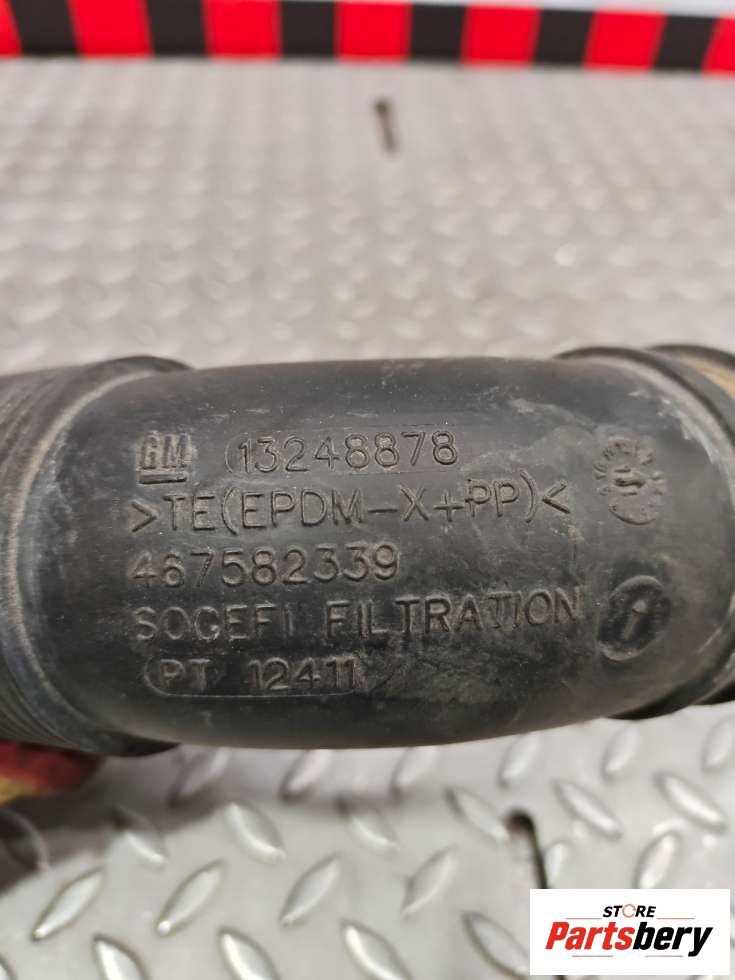 GM 13248878
>TE(EPDM-X+PP)<
467582339
SOGEFI FILTRATION
PT 12411
STORE
Partsbery